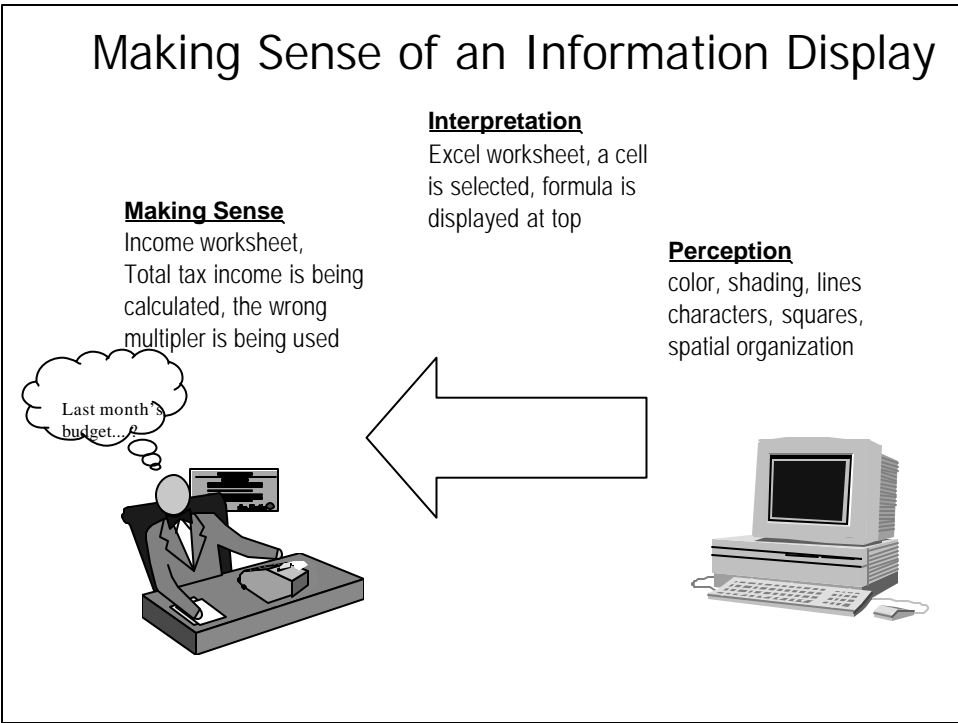 Making Sense of an Information Display
Interpretation
Excel worksheet, a cell
is selected, formula is
displayed at top
Making Sense
Income worksheet,
Total tax income is being
calculated, the wrong
multipler is being used
Perception
color, shading, lines
characters, squares,
spatial organization
Last month's
budget...?